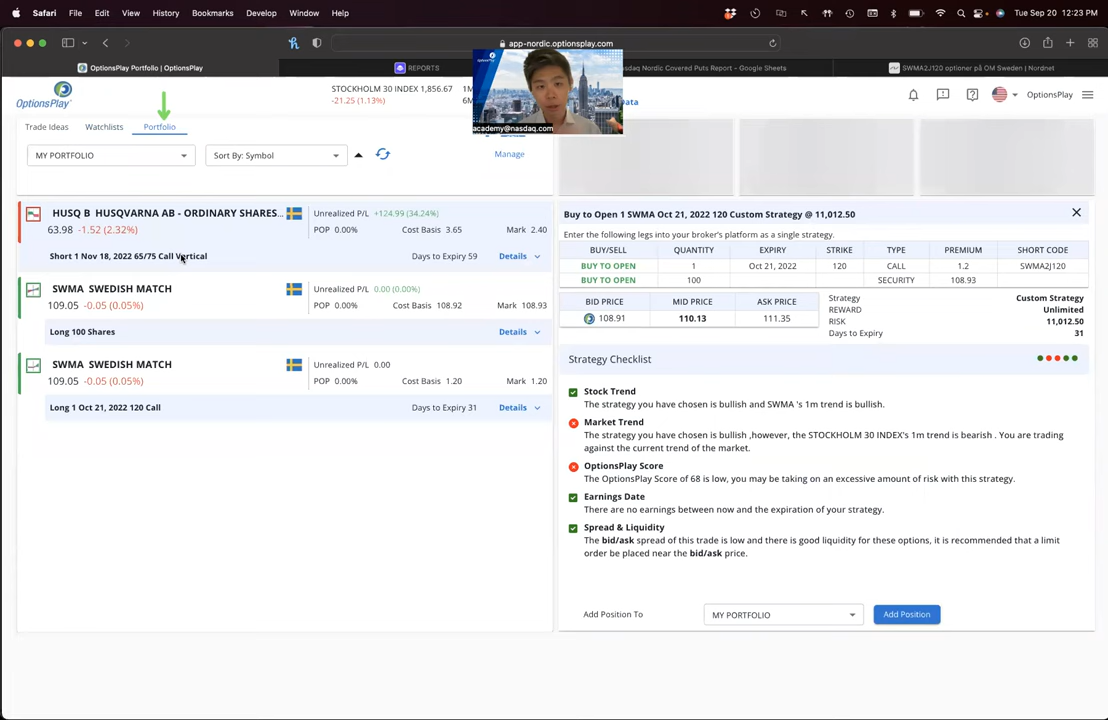 Safari File Edit View History Bookmarks Develop Window Help Tue Sep 20 12:23 PM
app-nordic.optionsplay.com
OptionsPlay Portfolio | OptionsPlay REPORTS Nasdaq Nordic Covered Puts Report – Google Sheets SWMA2J120 optioner på OM Sweden | Nordnet
OptionsPlay
STOCKHOLM 30 INDEX 1,856.67
-21.25 (1.13%)
1M
6M
Data
OptionsPlay
academy@nasdaq.com
Trade Ideas Watchlists Portfolio
MY PORTFOLIO Sort By: Symbol Manage
HUSQ B HUSQVARNA AB - ORDINARY SHARES... Unrealized P/L +124.99 (34.24%)
63.98 -1.52 (2.32%) POP 0.00% Cost Basis 3.65 Mark 2.40
Short 1 Nov 18, 2022 65/75 Call Vertical Days to Expiry 59 Details
SWMA SWEDISH MATCH Unrealized P/L 0.00 (0.00%)
109.05 -0.05 (0.05%) POP 0.00% Cost Basis 108.92 Mark 108.93
Long 100 Shares Details
SWMA SWEDISH MATCH Unrealized P/L 0.00
109.05 -0.05 (0.05%) POP 0.00% Cost Basis 1.20 Mark 1.20
Long 1 Oct 21, 2022 120 Call Days to Expiry 31 Details
Buy to Open 1 SWMA Oct 21, 2022 120 Custom Strategy @ 11,012.50
Enter the following legs into your broker's platform as a single strategy.
BUY/SELL QUANTITY EXPIRY STRIKE TYPE PREMIUM SHORT CODE
BUY TO OPEN 1 Oct 21, 2022 120 CALL 1.2 SWMA2J120
BUY TO OPEN 100 SECURITY 108.93
BID PRICE MID PRICE ASK PRICE
108.91 110.13 111.35
Strategy Custom Strategy
REWARD Unlimited
RISK 11,012.50
Days to Expiry 31
Strategy Checklist
Stock Trend
The strategy you have chosen is bullish and SWMA 's 1m trend is bullish.
Market Trend
The strategy you have chosen is bullish ,however, the STOCKHOLM 30 INDEX's 1m trend is bearish . You are trading
against the current trend of the market.
OptionsPlay Score
The OptionsPlay Score of 68 is low, you may be taking on an excessive amount of risk with this strategy.
Earnings Date
There are no earnings between now and the expiration of your strategy.
Spread & Liquidity
The bid/ask spread of this trade is low and there is good liquidity for these options, it is recommended that a limit
order be placed near the bid/ask price.
Add Position To MY PORTFOLIO Add Position